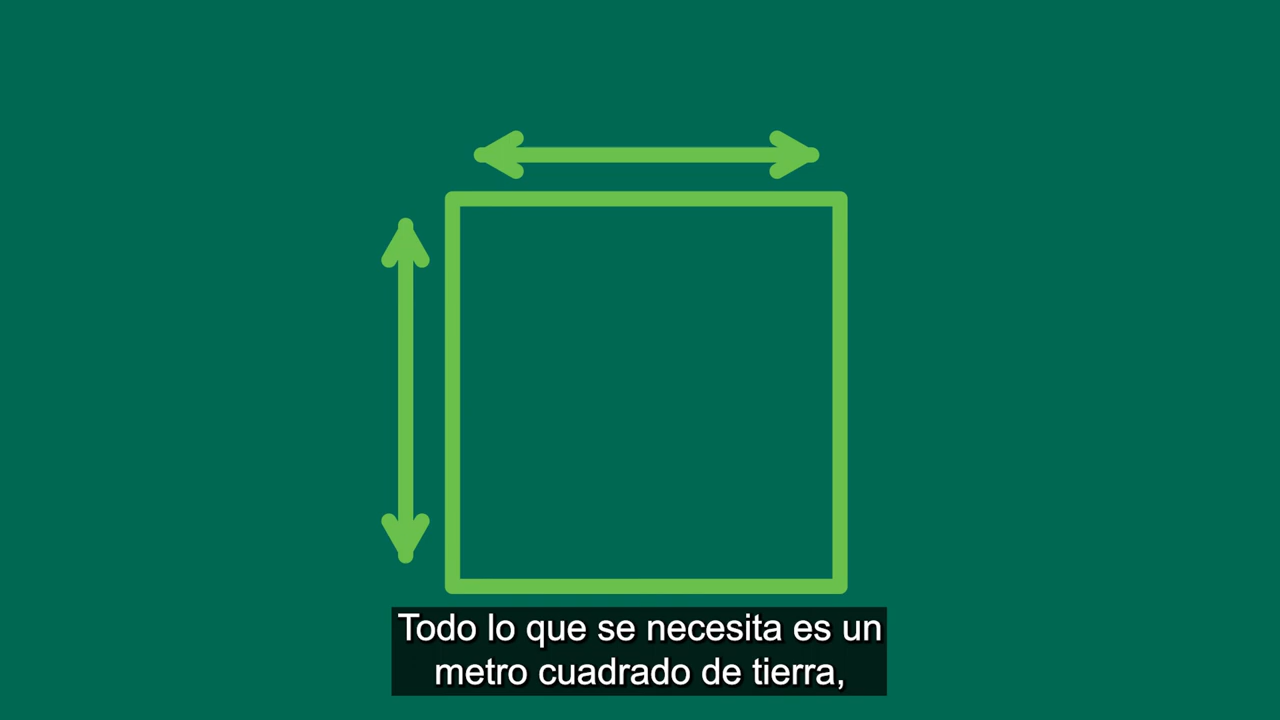 Todo lo que se necesita es un
metro cuadrado de tierra,